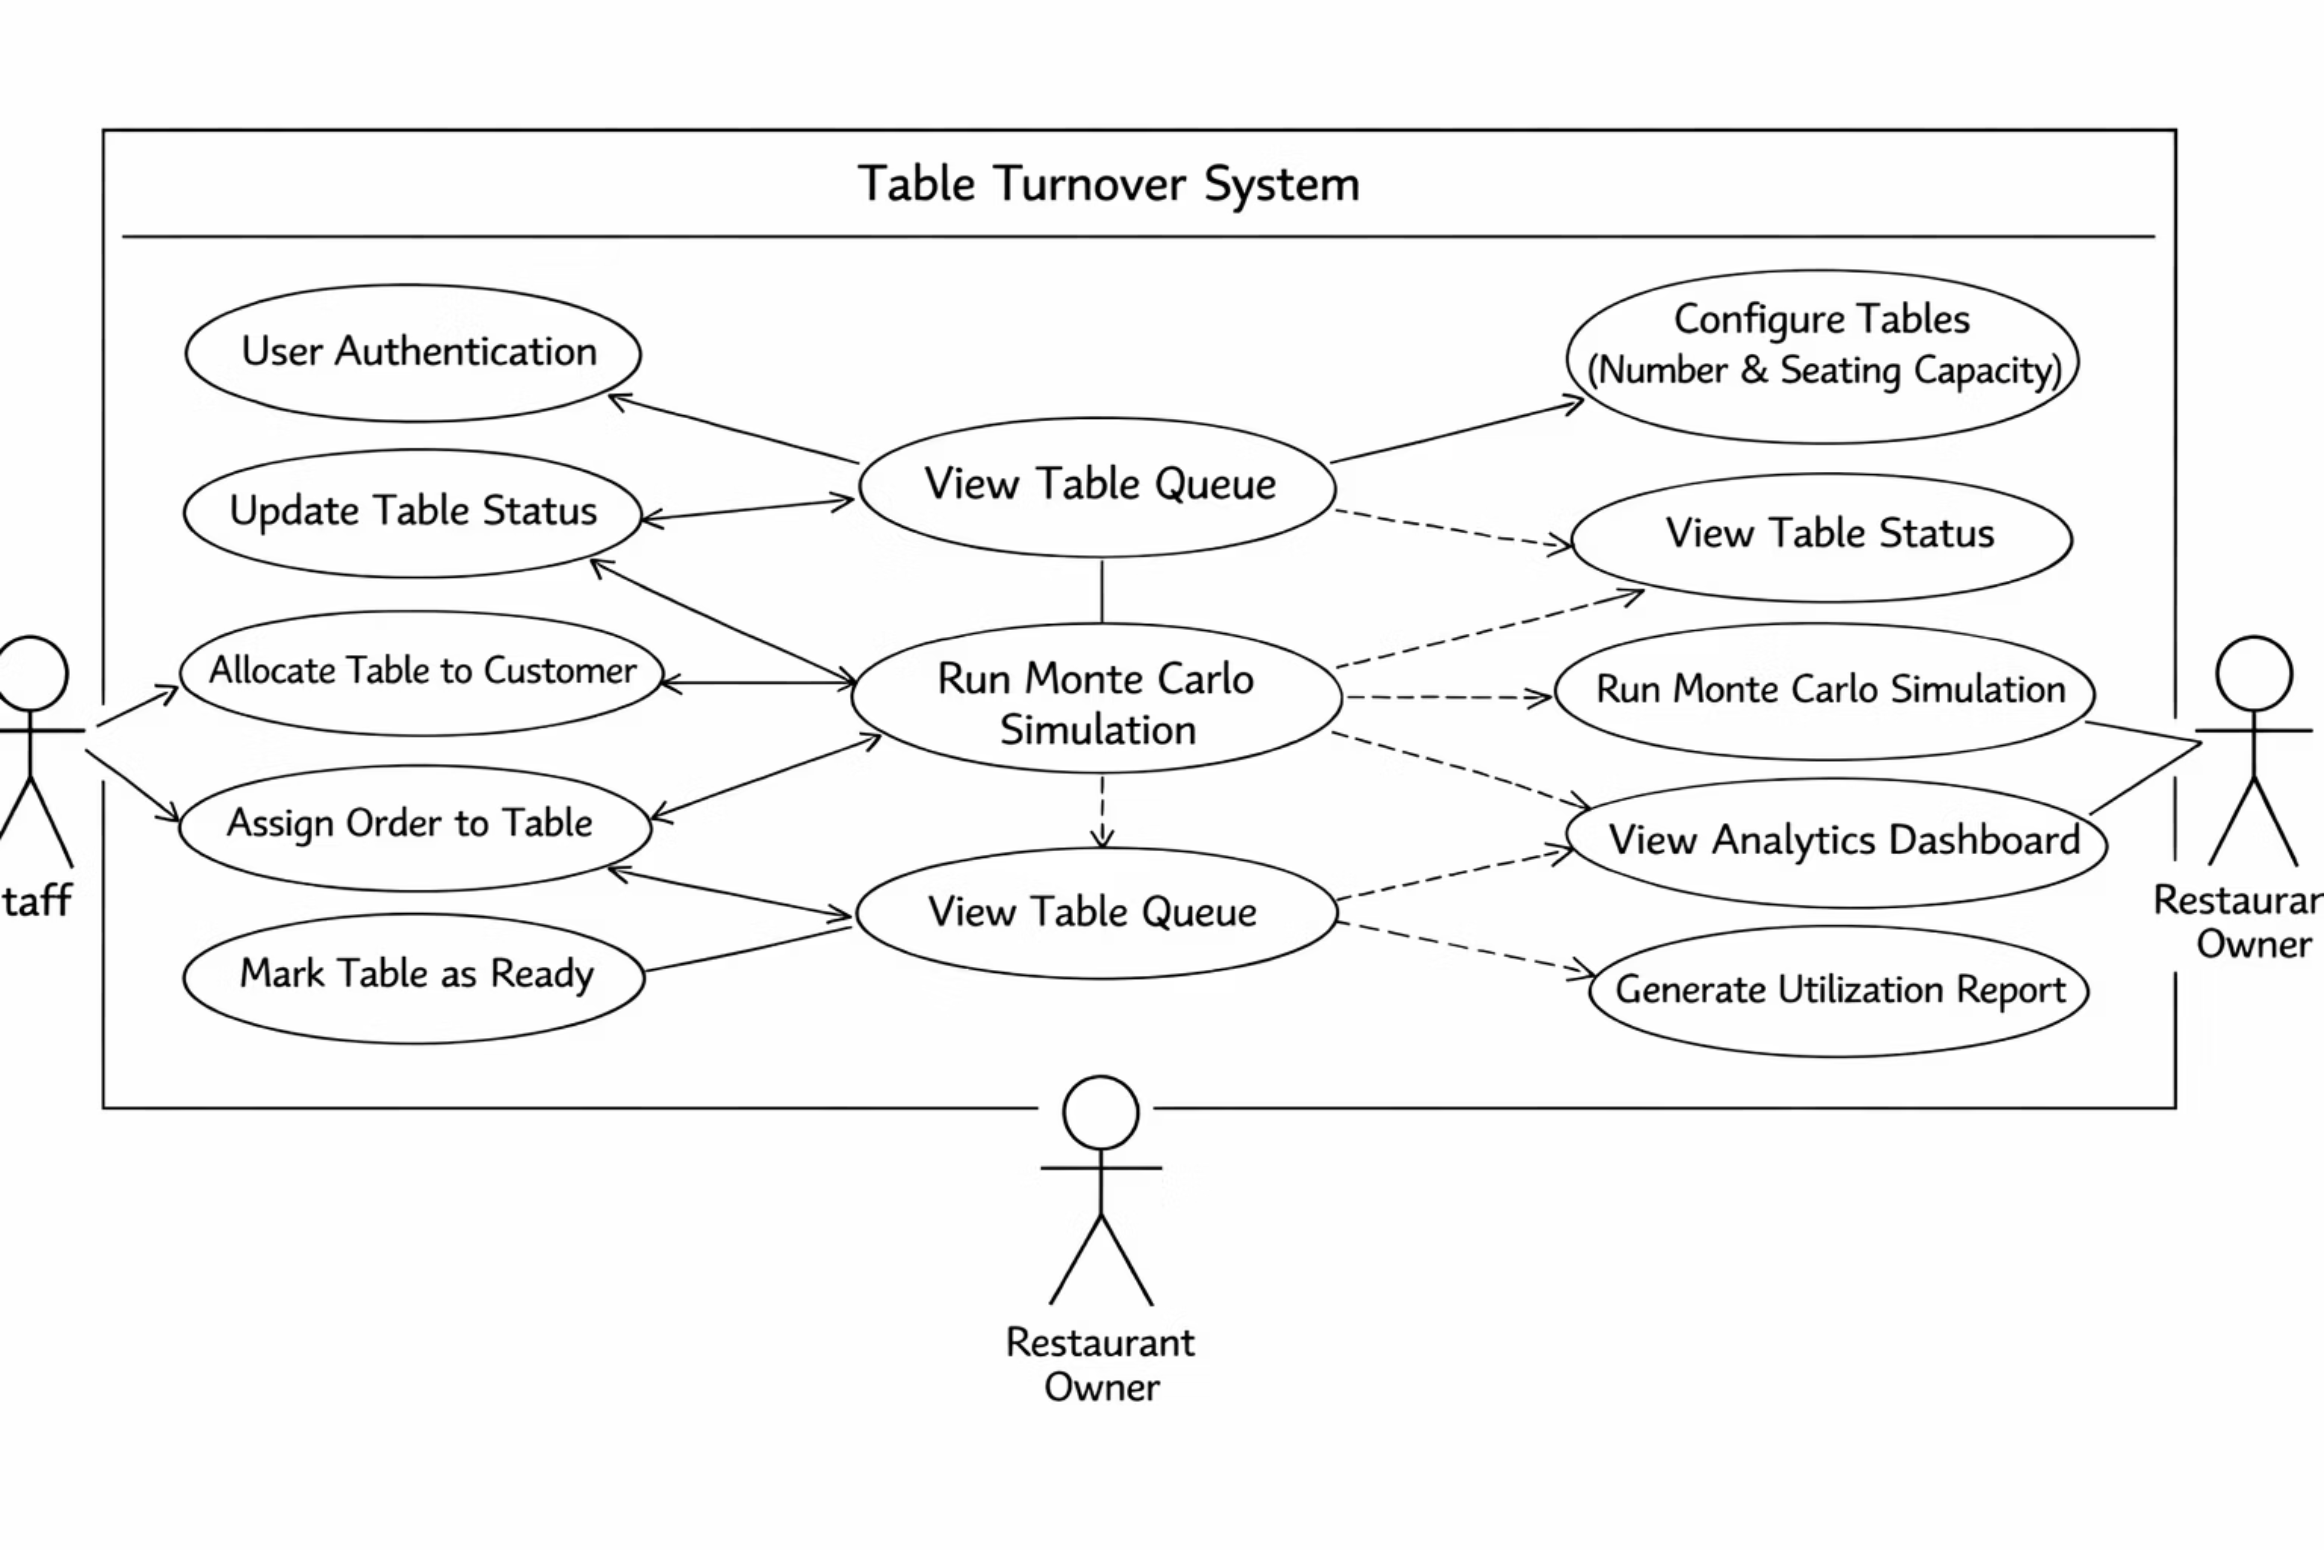 Table Turnover System
User Authentication
Update Table Status
Allocate Table to Customer
Assign Order to Table
Mark Table as Ready
View Table Queue
Run Monte Carlo
Simulation
View Table Queue
Configure Tables
(Number & Seating Capacity)
View Table Status
Run Monte Carlo Simulation
View Analytics Dashboard
Generate Utilization Report
taff
Restauran
Owner
Restaurant
Owner